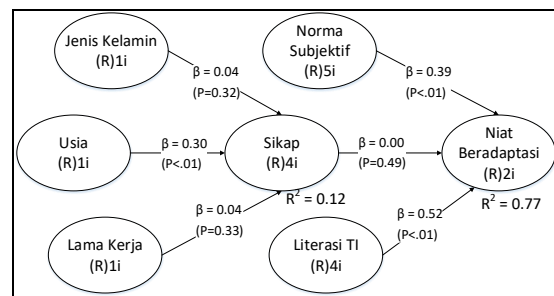 Jenis Kelamin
(R)1i
Norma
Subjektif
(R)5i
β = 0.04
(P=0.32)
β = 0.39
(P<.01)
Usia
(R)1i
β = 0.30
(P<.01)
Sikap
(R)4i
β = 0.00
(P=0.49)
Niat
Beradaptasi
(R)2i
R² = 0.12
R² = 0.77
β = 0.04
(P=0.33)
β = 0.52
(P<.01)
Lama Kerja
(R)1i
Literasi TI
(R)4i